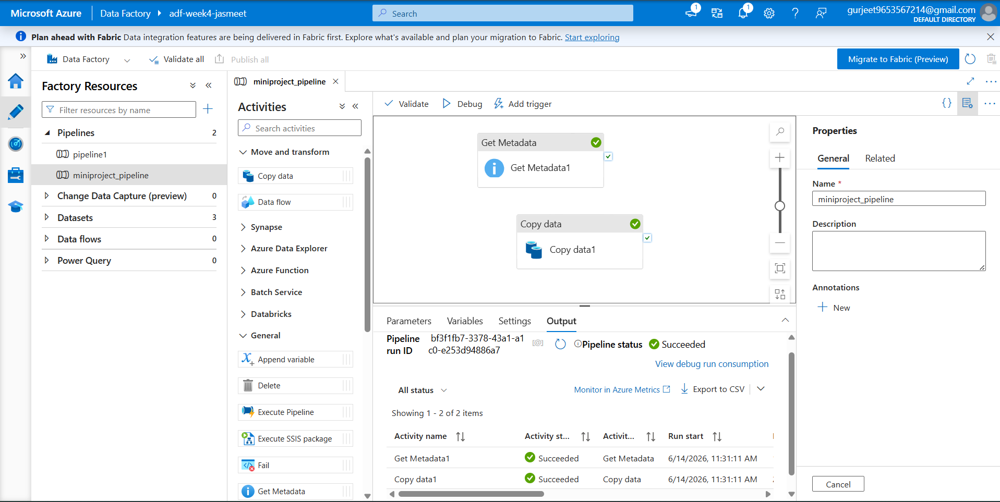 Microsoft Azure
Data Factory
adf-week4-jasmeet
Search
1
1
gurjeet9653567214@gmail.com
DEFAULT DIRECTORY
Plan ahead with Fabric Data integration features are being delivered in Fabric first. Explore what's available and plan your migration to Fabric. Start exploring
Data Factory
Validate all
Publish all
Migrate to Fabric (Preview)
Factory Resources
Filter resources by name
Pipelines 2
pipeline1
miniproject_pipeline
Change Data Capture (preview) 0
Datasets 3
Data flows 0
Power Query 0
miniproject_pipeline
Activities
Search activities
Move and transform
Copy data
Data flow
Synapse
Azure Data Explorer
Azure Function
Batch Service
Databricks
General
Append variable
Delete
Execute Pipeline
Execute SSIS package
Fail
Get Metadata
Validate
Debug
Add trigger
Get Metadata
Get Metadata1
Copy data
Copy data1
Parameters
Variables
Settings
Output
Pipeline run ID
bf3f1fb7-3378-43a1-a1
c0-e253d94886a7
Pipeline status
Succeeded
View debug run consumption
All status
Monitor in Azure Metrics
Export to CSV
Showing 1 - 2 of 2 items
Activity name Activity st... Activit... Run start
Get Metadata1 Succeeded Get Metadata 6/14/2026, 11:31:11 AM
Copy data1 Succeeded Copy data 6/14/2026, 11:31:11 AM
Properties
General
Related
Name *
miniproject_pipeline
Description
Annotations
New
Cancel